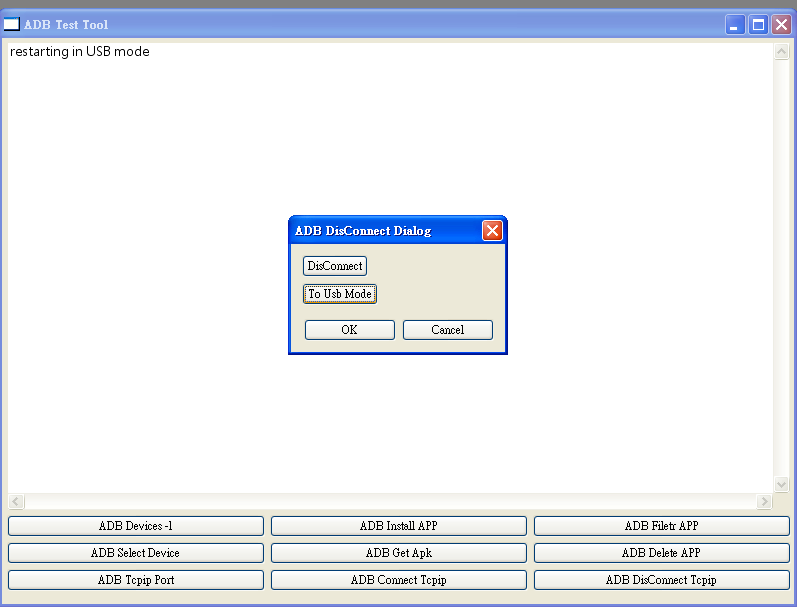 ADB Test Tool
restarting in USB mode
ADB DisConnect Dialog
DisConnect
To Usb Mode
OK Cancel
ADB Devices -l ADB Install APP ADB Filetr APP
ADB Select Device ADB Get Apk ADB Delete APP
ADB Tcpip Port ADB Connect Tcpip ADB DisConnect Tcpip